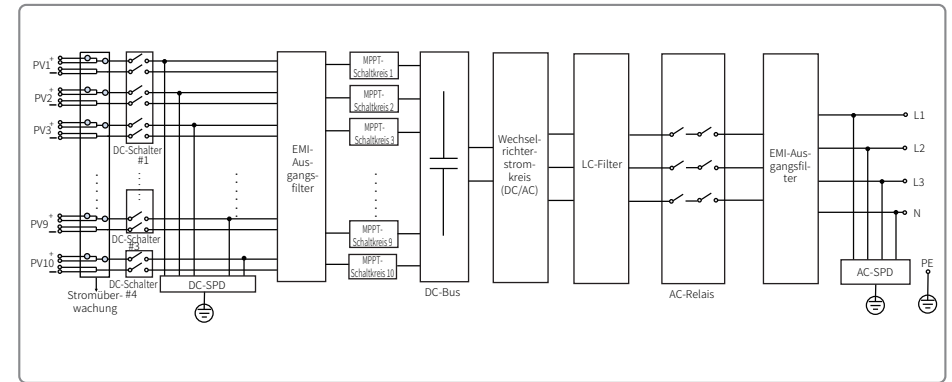 PV1
+
PV2
+
PV3
+
DC-Schalter
#1
PV9
+
DC-Schalter
#3
PV10
+
DC-Schalter
#4
Stromüber-
wachung
DC-SPD
EMI-
Aus-
gangs-
filter
MPPT-
Schaltkreis 1
MPPT-
Schaltkreis 2
MPPT-
Schaltkreis 3
MPPT-
Schaltkreis 9
MPPT-
Schaltkreis 10
DC-Bus
Wechsel-
richter-
strom-
kreis
(DC/AC)
LC-Filter
AC-Relais
EMI-Aus-
gangsfil-
ter
L1
L2
L3
N
AC-SPD
PE